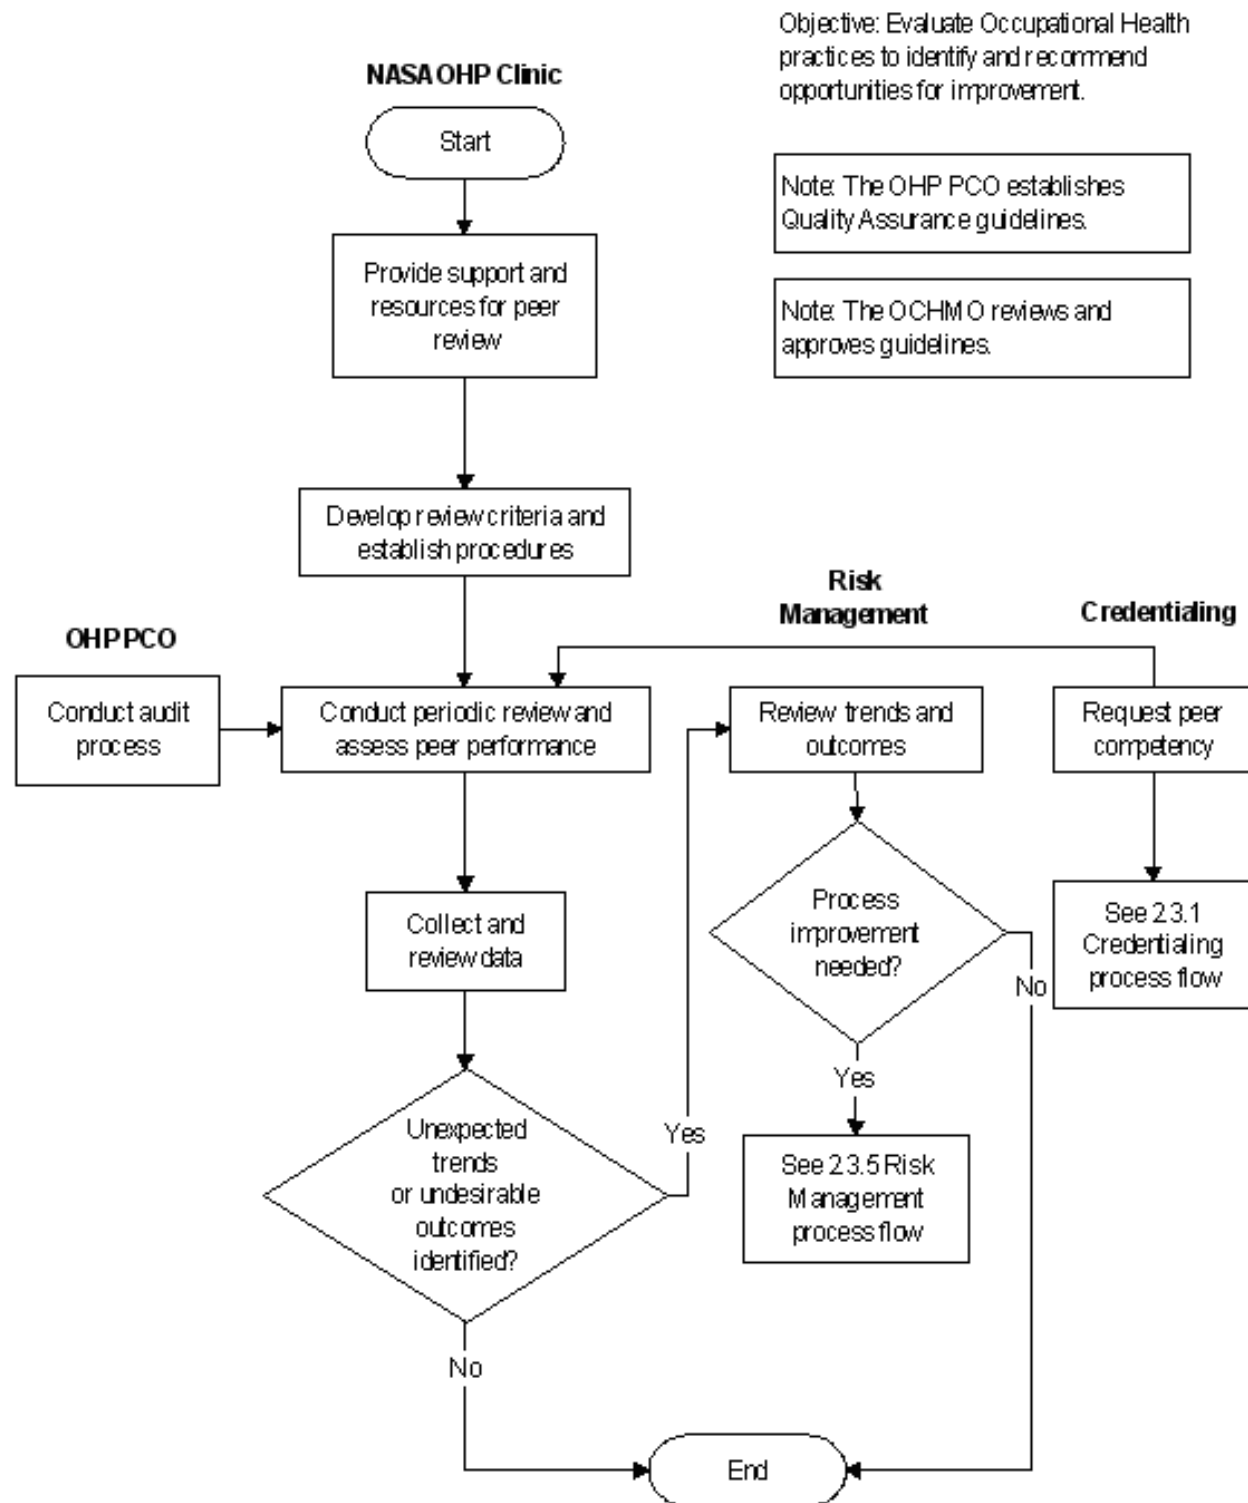 Objective: Evaluate Occupational Health
practices to identify and recommend
opportunities for improvement.
NASA OHP Clinic
Start
Note: The OHP PCO establishes
Quality Assurance guidelines.
Provide support and
resources for peer
review
Note: The OCHMO reviews and
approves guidelines.
Develop review criteria and
establish procedures
Risk
Management
Credentialing
OHP PCO
Conduct audit
process
Conduct periodic review and
assess peer performance
Review trends and
outcomes
Request peer
competency
Collect and
review data
Process
improvement
needed?
See 2.3.1
Credentialing
process flow
No
Yes
Unexpected
trends
or undesirable
outcomes
identified?
Yes
See 2.3.5 Risk
Management
process flow
No
End